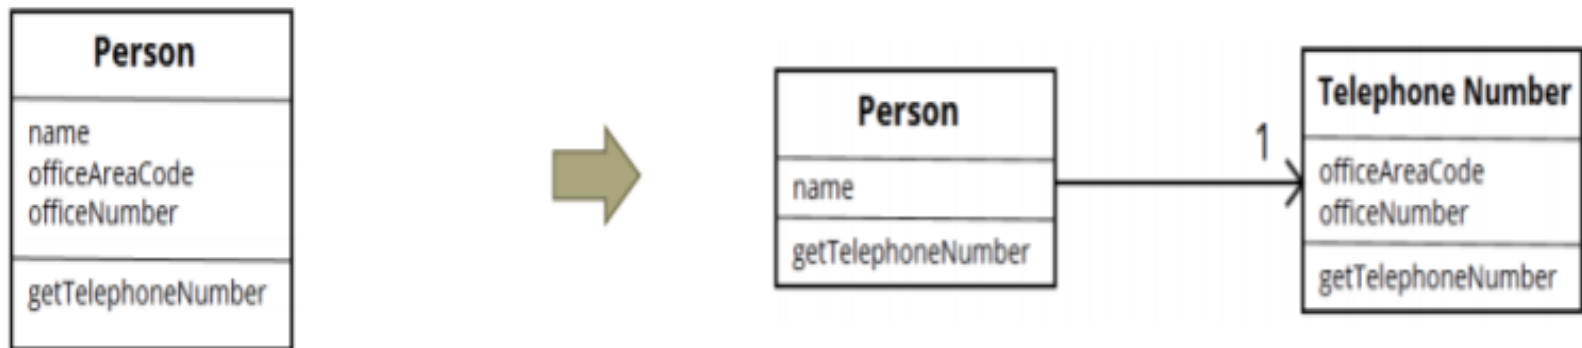 Person
name
officeAreaCode
officeNumber
getTelephoneNumber
Person
name
getTelephoneNumber
1
Telephone Number
officeAreaCode
officeNumber
getTelephoneNumber